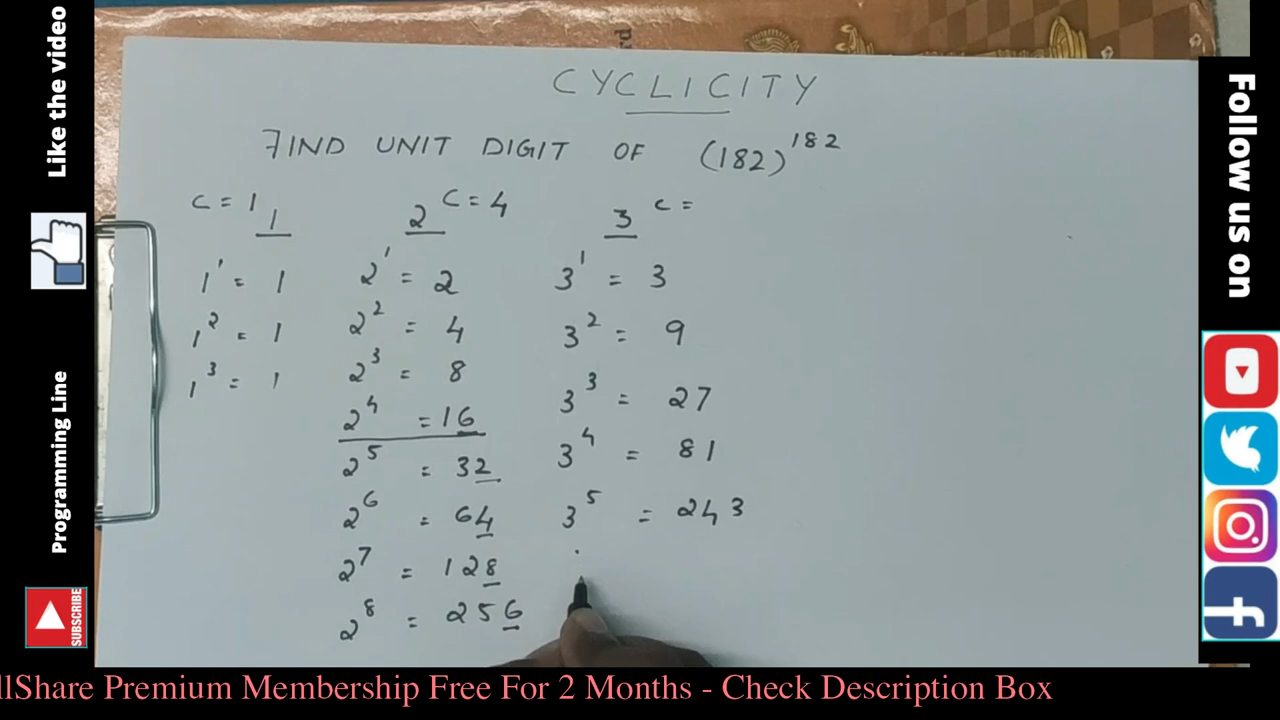 CYCLICITY
FIND UNIT DIGIT OF (182)^182
C = 1
1
1^1 = 1
1^2 = 1
1^3 = 1
2 C = 4
2^1 = 2
2^2 = 4
2^3 = 8
2^4 = 16
2^5 = 32
2^6 = 64
2^7 = 128
2^8 = 256
3 C =
3^1 = 3
3^2 = 9
3^3 = 27
3^4 = 81
3^5 = 243
Like the video
Programming Line
SUBSCRIBE
Follow us on
llShare Premium Membership Free For 2 Months - Check Description Box
rd